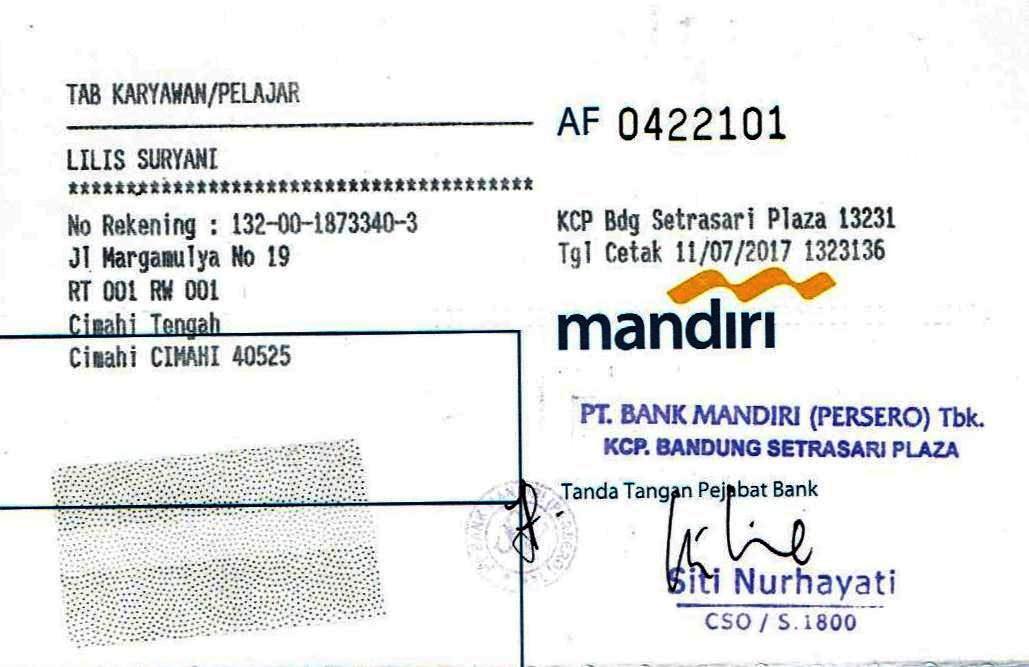 TAB KARYAWAN/PELAJAR
LILIS SURYANI
****************************************
No Rekening : 132-00-1873340-3
Jl Margamulya No 19
RT 001 RW 001
Cimahi Tengah
Cimahi CIMAHI 40525
AF 0422101
KCP Bdg Setrasari Plaza 13231
Tgl Cetak 11/07/2017 1323136
mandiri
PT. BANK MANDIRI (PERSERO) Tbk.
KCP. BANDUNG SETRASARI PLAZA
Tanda Tangan Pejabat Bank
Siti Nurhayati
CSO / S.1800